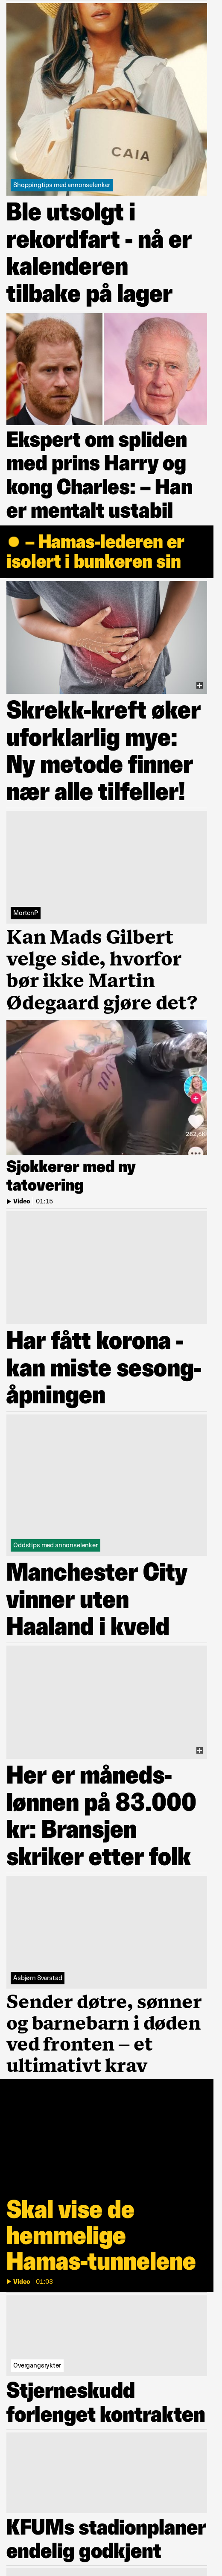 CAIA
Shoppingtips med annonselenker
Ble utsolgt i
rekordfart - nå er
kalenderen
tilbake på lager
Ekspert om spliden
med prins Harry og
kong Charles: – Han
er mentalt ustabil
– Hamas-lederen er
isolert i bunkeren sin
Skrekk-kreft øker
uforklarlig mye:
Ny metode finner
nær alle tilfeller!
MortenP
Kan Mads Gilbert
velge side, hvorfor
bør ikke Martin
Ødegaard gjøre det?
Sjokkerer med ny
tatovering
Video | 01:15
Har fått korona -
kan miste sesong-
åpningen
Oddstips med annonselenker
Manchester City
vinner uten
Haaland i kveld
Her er måneds-
lønnen på 83.000
kr: Bransjen
skriker etter folk
Asbjørn Svarstad
Sender døtre, sønner
og barnebarn i døden
ved fronten – et
ultimativt krav
Skal vise de
hemmelige
Hamas-tunnelene
Video | 01:03
Overgangsrykter
Stjerneskudd
forlenget kontrakten
KFUMs stadionplaner
endelig godkjent